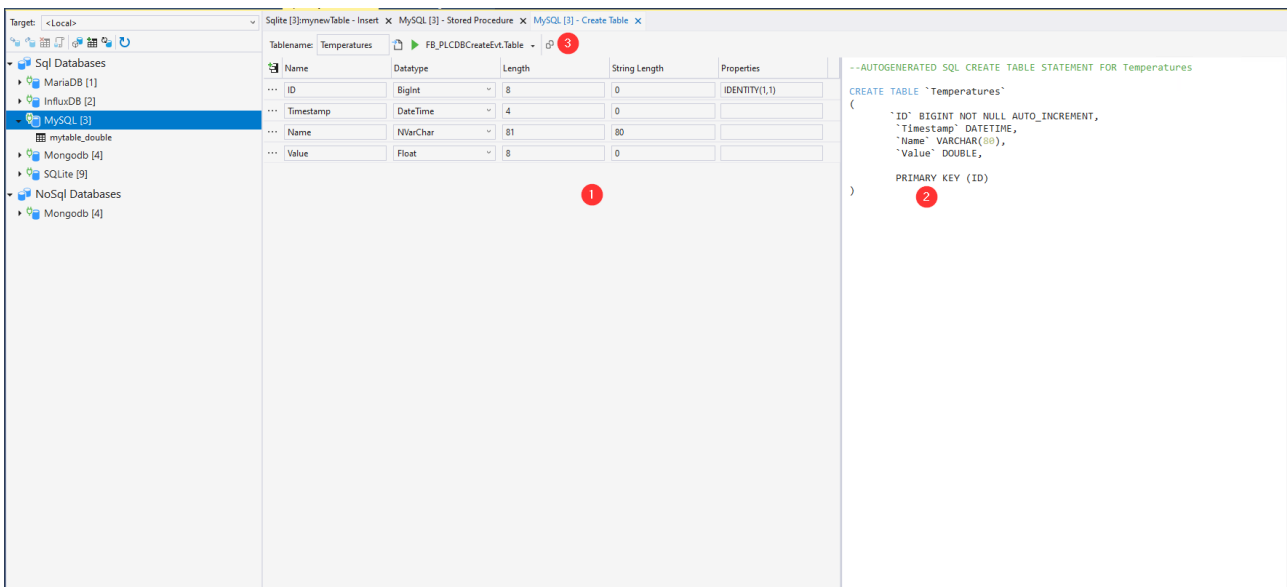 Target: <Local>
Sql Databases
MariaDB [1]
InfluxDB [2]
MySQL [3]
mytable_double
Mongodb [4]
SQLite [9]
NoSql Databases
Mongodb [4]
Sqlite [3]:mynewTable - Insert x MySQL [3] - Stored Procedure x MySQL [3] - Create Table x
Tablename: Temperatures FB_PLCDBCreateEvt.Table 3
Name Datatype Length String Length Properties
... ID BigInt 8 0 IDENTITY(1,1)
... Timestamp DateTime 4 0
... Name NVarChar 81 80
... Value Float 8 0
1
--AUTOGENERATED SQL CREATE TABLE STATEMENT FOR Temperatures
CREATE TABLE `Temperatures`
(
`ID` BIGINT NOT NULL AUTO_INCREMENT,
`Timestamp` DATETIME,
`Name` VARCHAR(80),
`Value` DOUBLE,
PRIMARY KEY (ID)
)
2